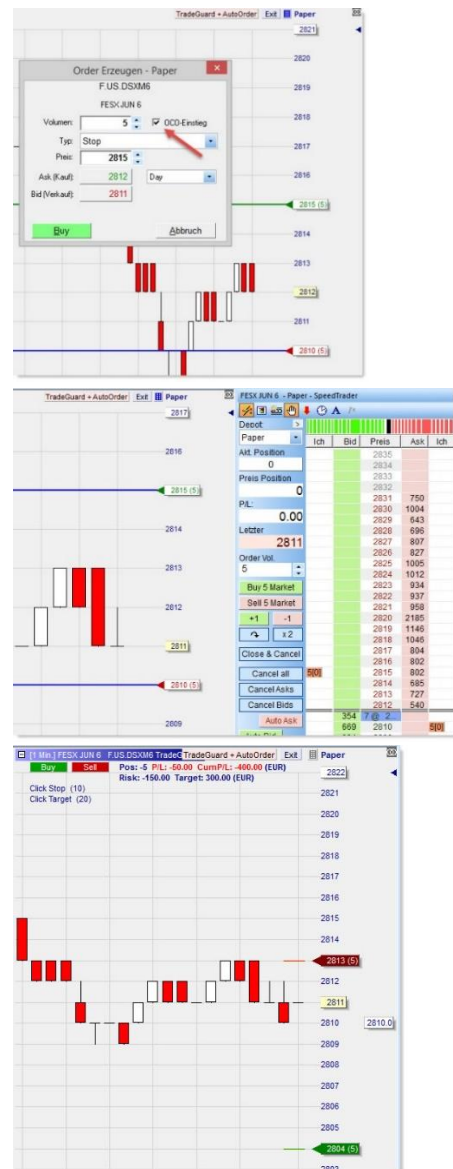 TradeGuard + AutoOrder Exit Paper
2821
2820
2819
2818
2817
2816
2815 (5)
2814
2813
2812
2811
2810 (5)
Order Erzeugen - Paper
F.US.DSXM6
FESX JUN 6
Volumen: 5 OCO-Einstieg
Typ: Stop
Preis: 2815
Ask (Kauf): 2812 Day
Bid (Verkauf): 2811
Buy Abbruch
TradeGuard + AutoOrder Exit Paper
2817
2816
2815 (5)
2814
2813
2812
2811
2810 (5)
2809
FESX JUN 6 - Paper - SpeedTrader
Depot:
Paper
Akt. Position
0
Preis Position
0
P/L:
0.00
Letzter
2811
Order Vol.
5
Buy 5 Market
Sell 5 Market
+1 -1
x 2
Close & Cancel
Cancel all
Cancel Asks
Cancel Bids
Auto Ask
Ich Bid Preis Ask Ich
2835
2834
2833
2832
2831 750
2830 1004
2829 643
2828 696
2827 807
2826 827
2825 1005
2824 1012
2823 934
2822 937
2821 958
2820 2185
2819 1146
2818 1046
2817 804
2816 802
5[0] 2815 802
2814 685
2813 727
2812 540
354 7 @ 2...
669 2810 5[0]
[1 Min.] FESX JUN 6 F.US.DSXM6 TradeG TradeGuard + AutoOrder Exit Paper
Buy Sell Pos: -5 P/L: -50.00 CumP/L: -400.00 (EUR)
Risk: -150.00 Target: 300.00 (EUR)
Click Stop (10)
Click Target (20)
2822
2821
2820
2819
2818
2817
2816
2815
2814
2813 (5)
2812
2811
2810 2810.0
2809
2808
2807
2806
2805
2804 (5)